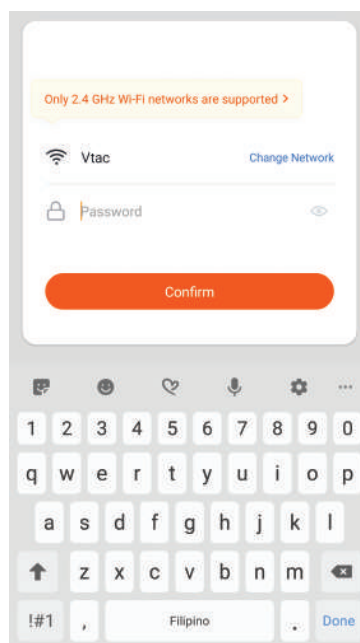 Only 2.4 GHz Wi-Fi networks are supported >
Vtac Change Network
Password
Confirm
1 2 3 4 5 6 7 8 9 0
q w e r t y u i o p
a s d f g h j k l
z x c v b n m
!#1 , Filipino . Done